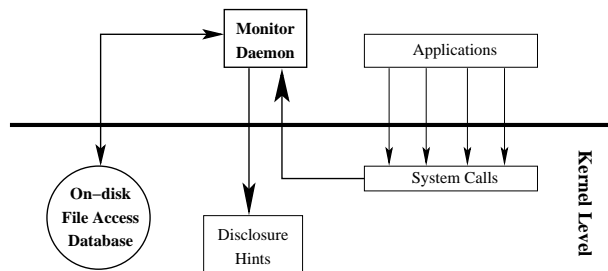 Monitor
Daemon
Applications
System Calls
Kernel Level
On-disk
File Access
Database
Disclosure
Hints